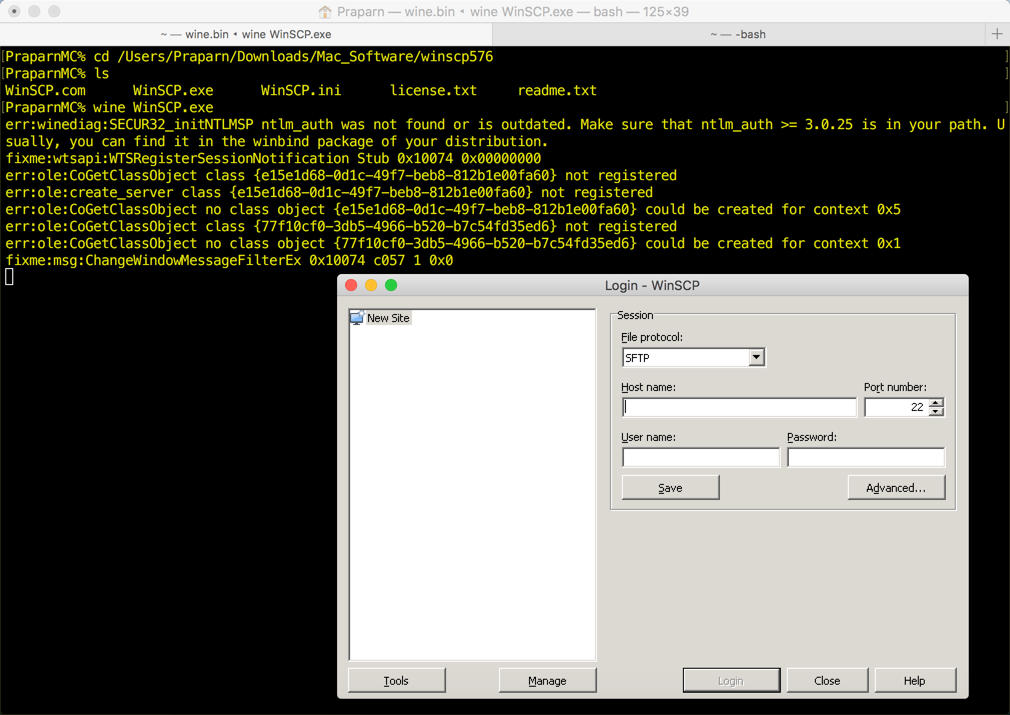 Praparn — wine.bin ◂ wine WinSCP.exe — bash — 125×39
~ — wine.bin ◂ wine WinSCP.exe
~ — -bash
+
[PraparnMC% cd /Users/Praparn/Downloads/Mac_Software/winscp576 ]
[PraparnMC% ls ]
WinSCP.com WinSCP.exe WinSCP.ini license.txt readme.txt
[PraparnMC% wine WinSCP.exe ]
err:winediag:SECUR32_initNTLMSP ntlm_auth was not found or is outdated. Make sure that ntlm_auth >= 3.0.25 is in your path. U
sually, you can find it in the winbind package of your distribution.
fixme:wtsapi:WTSRegisterSessionNotification Stub 0x10074 0x00000000
err:ole:CoGetClassObject class {e15e1d68-0d1c-49f7-beb8-812b1e00fa60} not registered
err:ole:create_server class {e15e1d68-0d1c-49f7-beb8-812b1e00fa60} not registered
err:ole:CoGetClassObject no class object {e15e1d68-0d1c-49f7-beb8-812b1e00fa60} could be created for context 0x5
err:ole:CoGetClassObject class {77f10cf0-3db5-4966-b520-b7c54fd35ed6} not registered
err:ole:CoGetClassObject no class object {77f10cf0-3db5-4966-b520-b7c54fd35ed6} could be created for context 0x1
fixme:msg:ChangeWindowMessageFilterEx 0x10074 c057 1 0x0
Login - WinSCP
New Site
Session
File protocol:
SFTP
Host name: Port number:
22
User name: Password:
Save Advanced...
Tools Manage Login Close Help